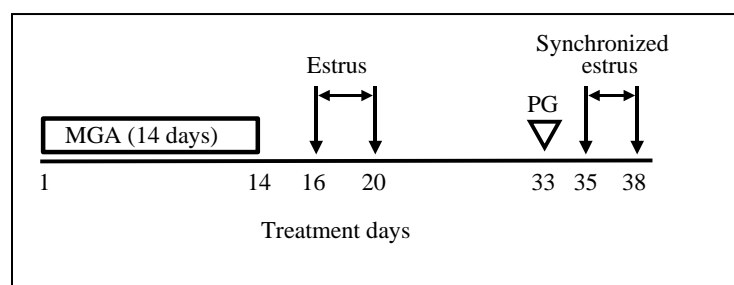 Synchronized
estrus
Estrus
PG
MGA (14 days)
1 14 16 20 33 35 38
Treatment days